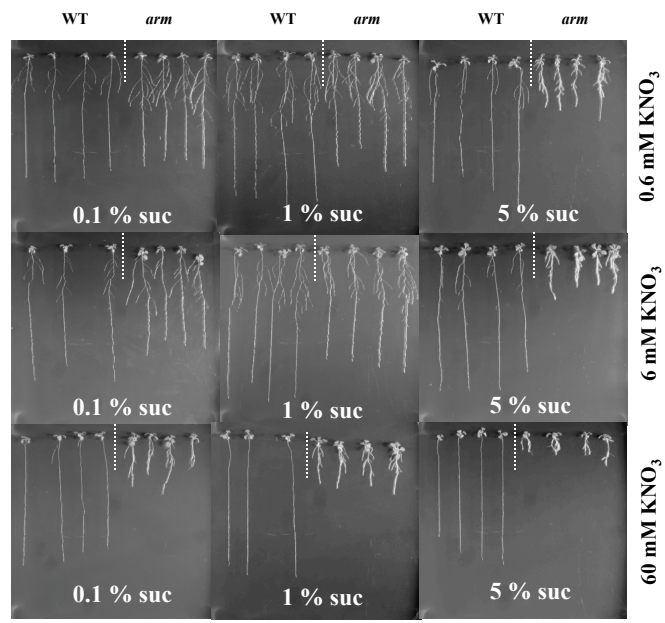 WT arm WT arm WT arm
0.1 % suc 1 % suc 5 % suc
0.6 mM KNO3
0.1 % suc 1 % suc 5 % suc
6 mM KNO3
0.1 % suc 1 % suc 5 % suc
60 mM KNO3